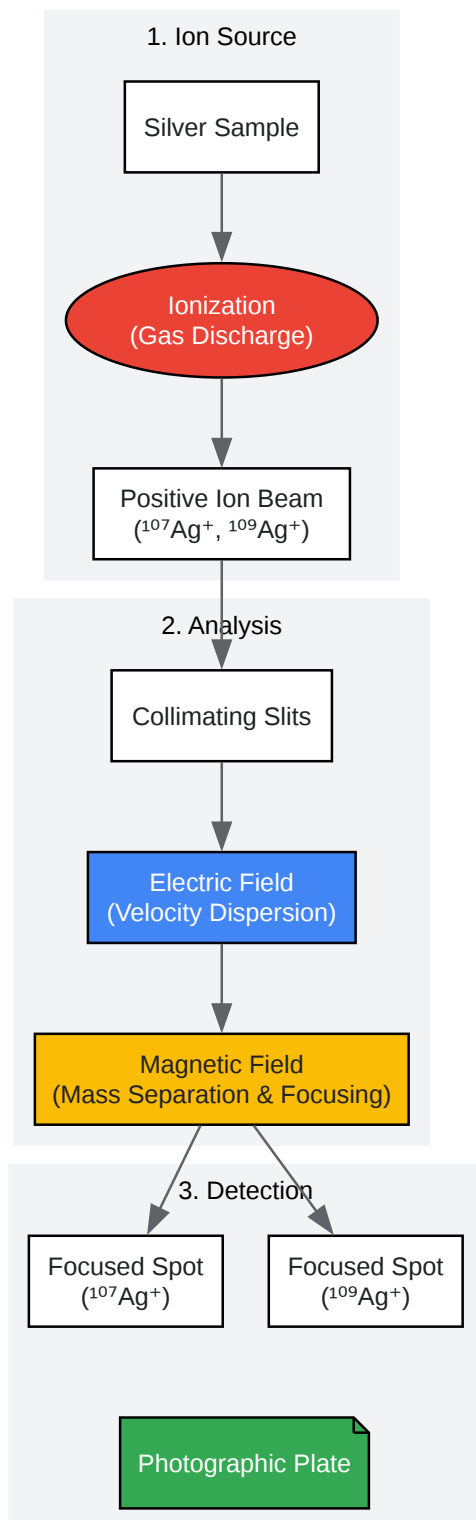 1. Ion Source
Silver Sample
Ionization
(Gas Discharge)
Positive Ion Beam
(¹⁰⁷Ag⁺, ¹⁰⁹Ag⁺)
2. Analysis
Collimating Slits
Electric Field
(Velocity Dispersion)
Magnetic Field
(Mass Separation & Focusing)
3. Detection
Focused Spot
(¹⁰⁷Ag⁺)
Focused Spot
(¹⁰⁹Ag⁺)
Photographic Plate